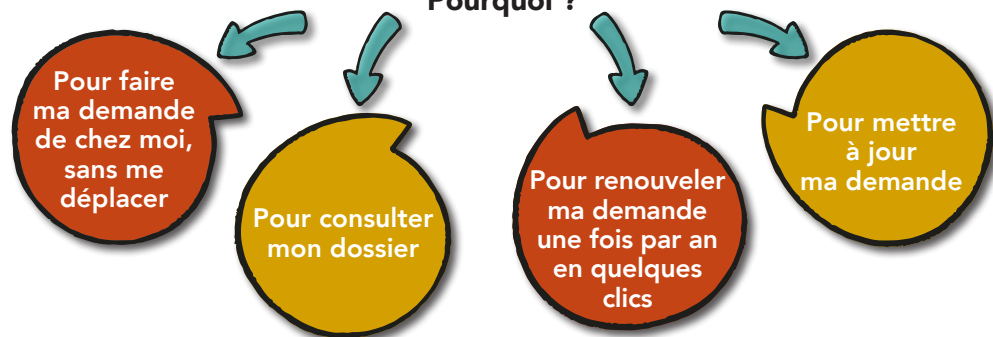 Pourquoi ?
Pour faire
ma demande
de chez moi,
sans me
déplacer
Pour consulter
mon dossier
Pour renouveler
ma demande
une fois par an
en quelques
clics
Pour mettre
à jour
ma demande